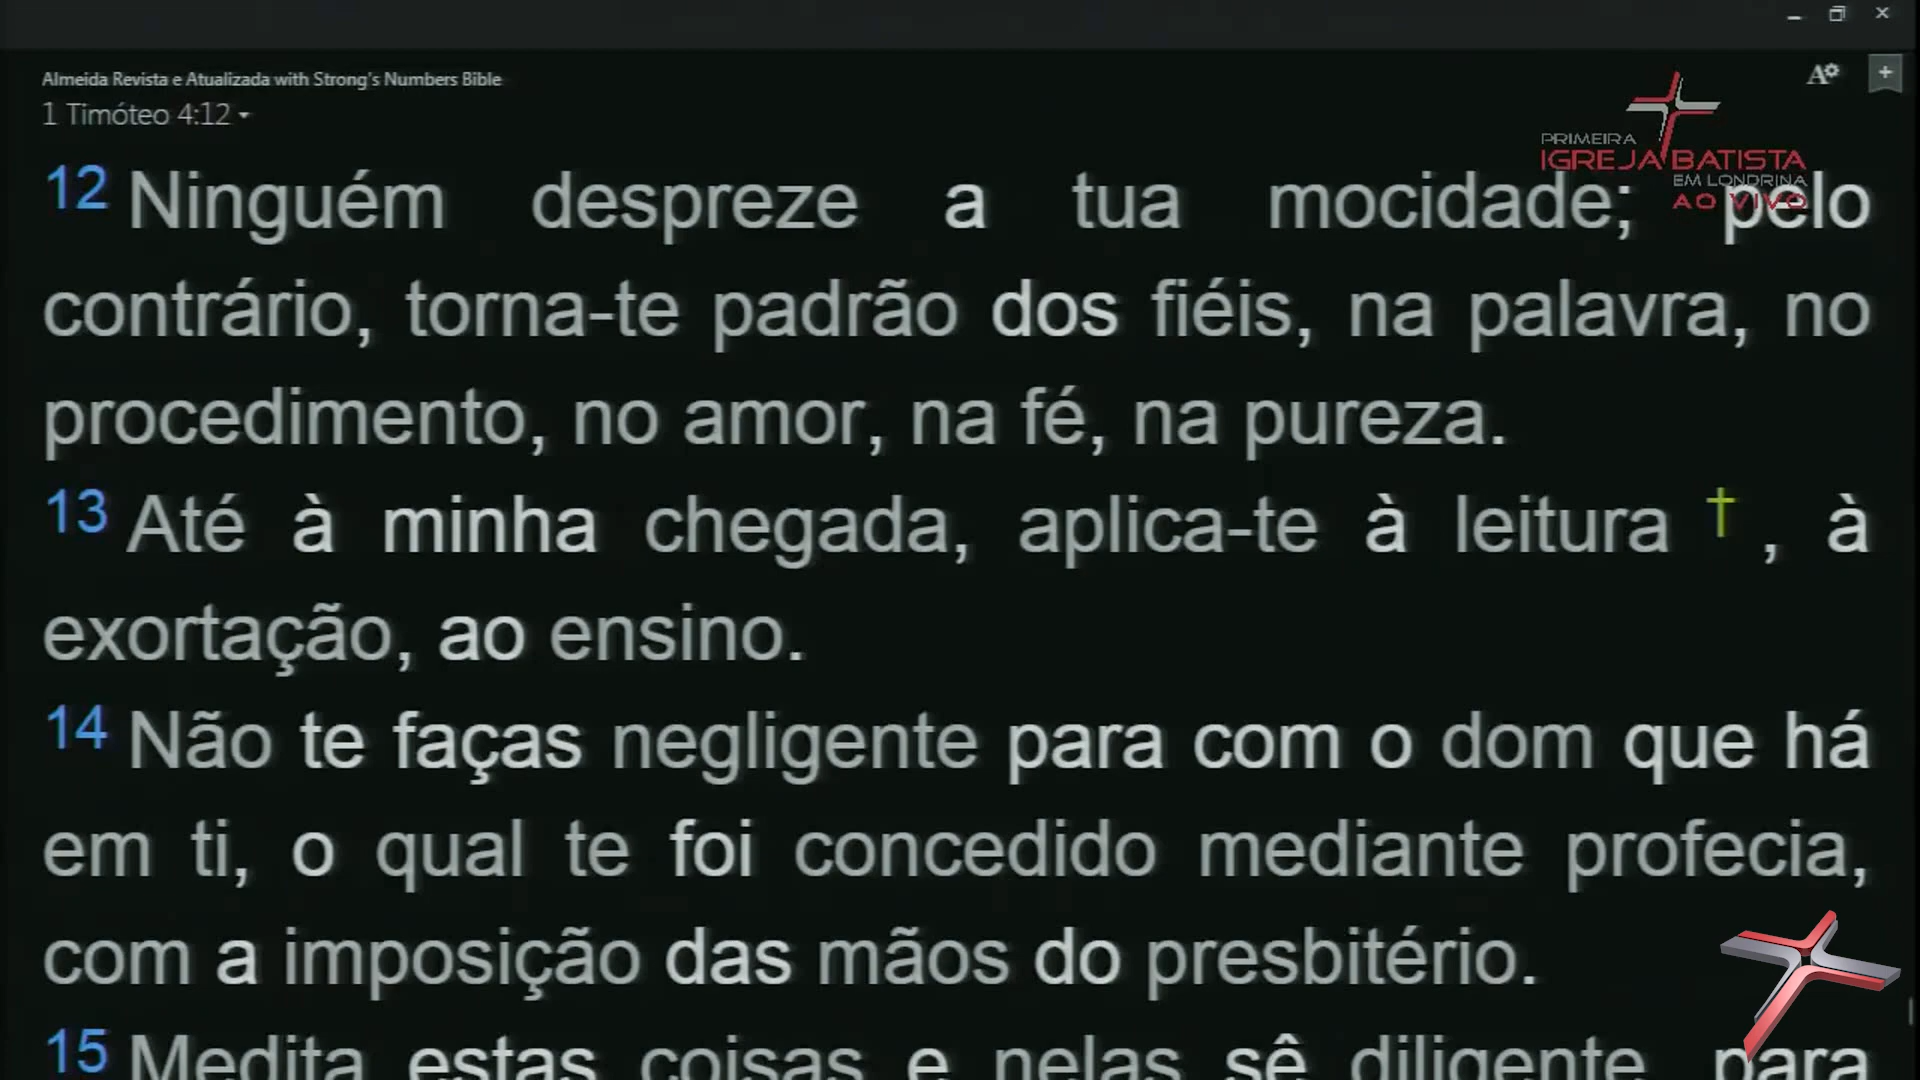 Almeida Revista e Atualizada with Strong's Numbers Bible
1 Timóteo 4:12
PRIMEIRA
IGREJA BATISTA
EM LONDRINA
AO VIVO
12 Ninguém despreze a tua mocidade; pelo
contrário, torna-te padrão dos fiéis, na palavra, no
procedimento, no amor, na fé, na pureza.
13 Até à minha chegada, aplica-te à leitura † , à
exortação, ao ensino.
14 Não te faças negligente para com o dom que há
em ti, o qual te foi concedido mediante profecia,
com a imposição das mãos do presbitério.
15 Medita estas coisas e nelas sê diligente, para